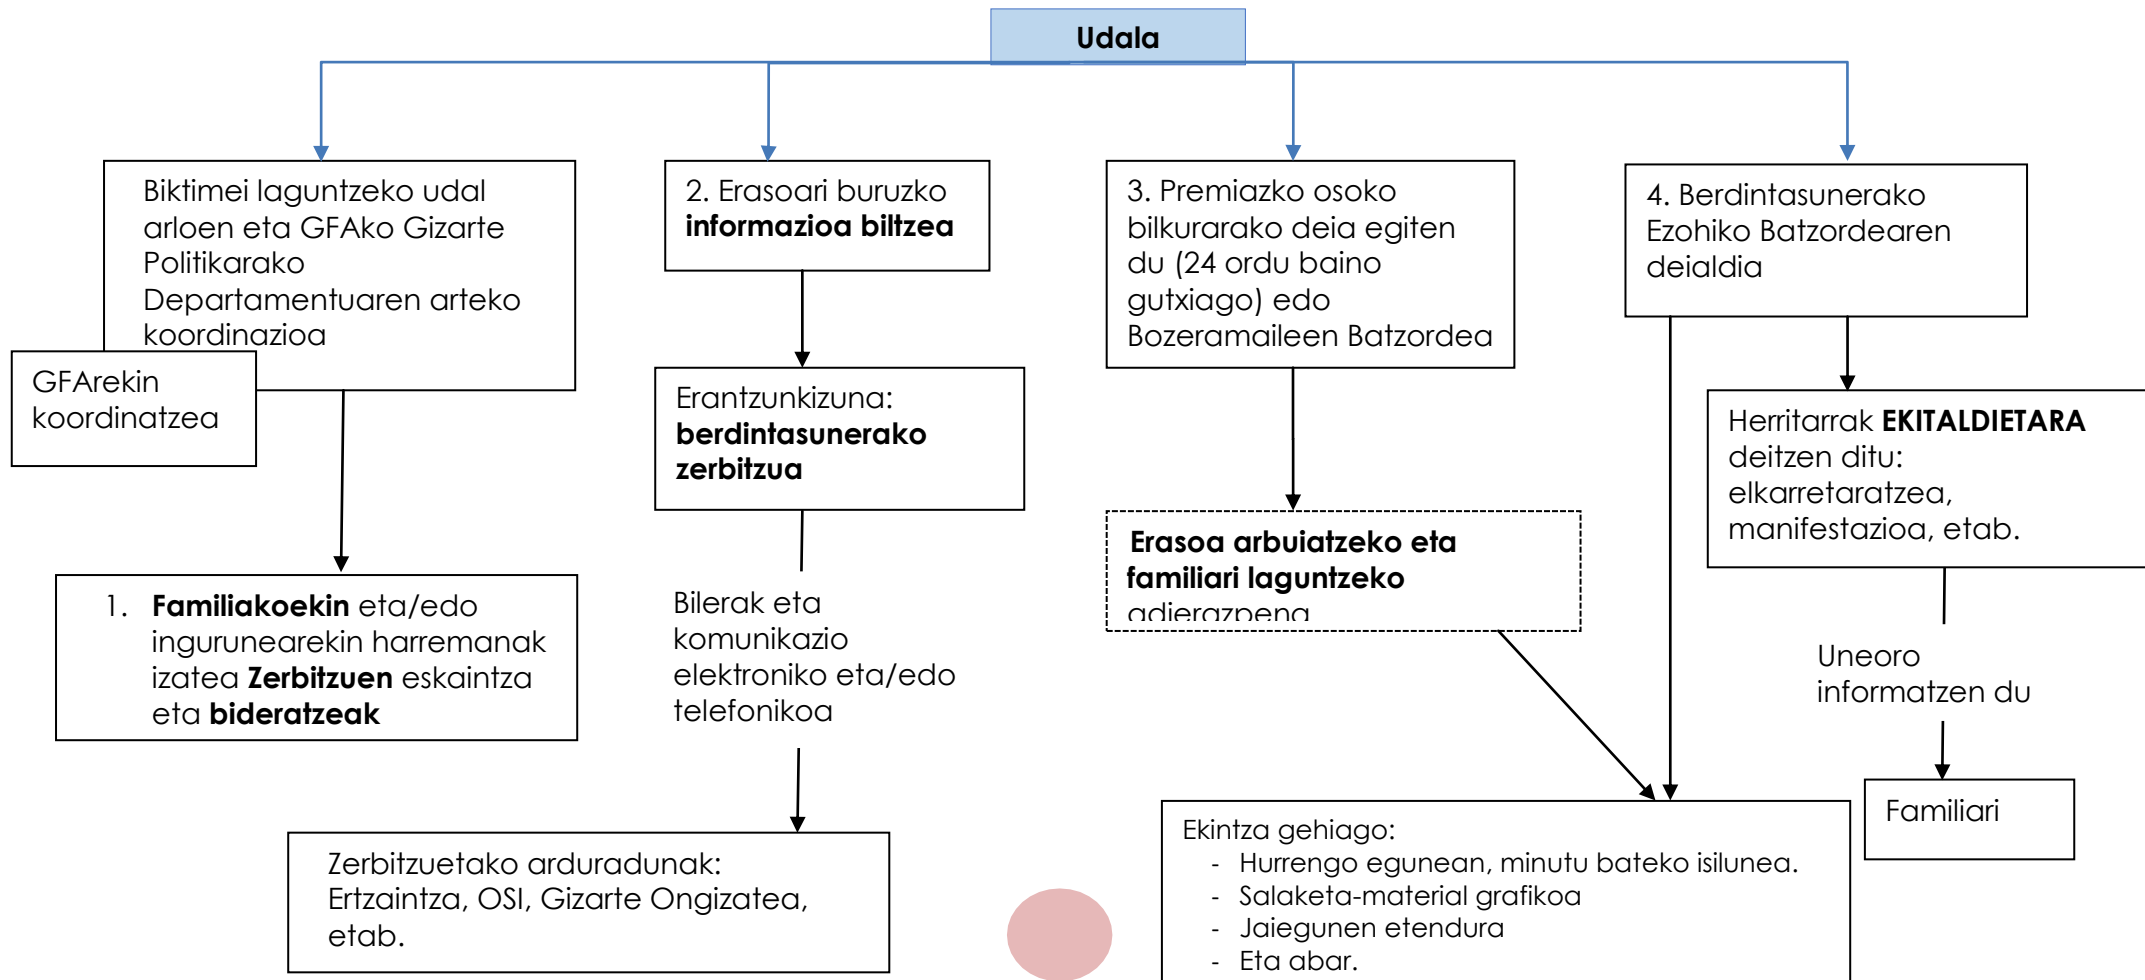 Udala
Biktimei laguntzeko udal
arloen eta GFAko Gizarte
Politikarako
Departamentuaren arteko
koordinazioa
GFArekin
koordinatzea
1. Familiakoekin eta/edo
ingurunearekin harremanak
izatea Zerbitzuen eskaintza
eta bideratzeak
2. Erasoari buruzko
informazioa biltzea
Erantzunkizuna:
berdintasunerako
zerbitzua
Bilerak eta
komunikazio
elektroniko eta/edo
telefonikoa
Zerbitzuetako arduradunak:
Ertzaintza, OSI, Gizarte Ongizatea,
etab.
3. Premiazko osoko
bilkurarako deia egiten
du (24 ordu baino
gutxiago) edo
Bozeramaileen Batzordea
Erasoa arbuiatzeko eta
familiari laguntzeko
adierazpena
4. Berdintasunerako
Ezohiko Batzordearen
deialdia
Herritarrak EKITALDIETARA
deitzen ditu:
elkarretaratzea,
manifestazioa, etab.
Uneoro
informatzen du
Familiari
Ekintza gehiago:
- Hurrengo egunean, minutu bateko isilunea.
- Salaketa-material grafikoa
- Jaiegunen etendura
- Eta abar.